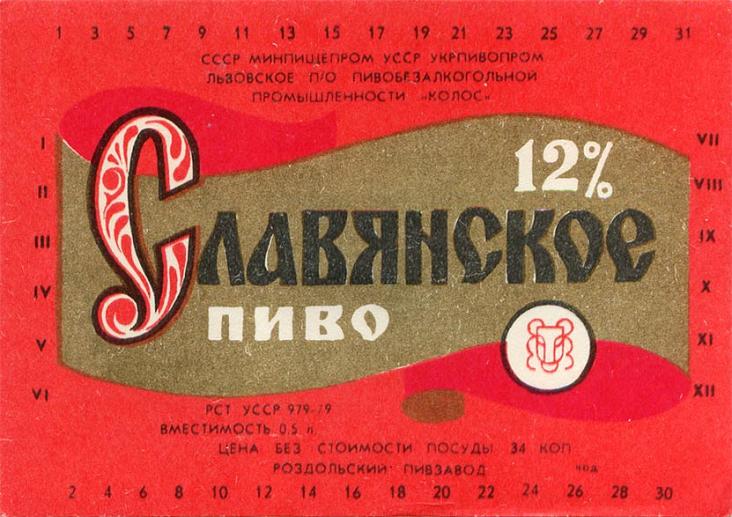 1 3 5 7 9 11 13 15 17 19 21 23 25 27 29 31
СССР МИНПИЩЕПРОМ УССР УКРПИВОПРОМ
ЛЬВОВСКОЕ П/О ПИВОБЕЗАЛКОГОЛЬНОЙ
ПРОМЫШЛЕННОСТИ «КОЛОС»
I VII
12%
II VIII
СЛАВЯНСКОЕ
III IX
IV X
ПИВО
V XI
VI XII
РСТ УССР 979-79
ВМЕСТИМОСТЬ 0,5 л.
ЦЕНА БЕЗ СТОИМОСТИ ПОСУДЫ 34 КОП
РОЗДОЛЬСКИЙ ПИВЗАВОД
2 4 6 8 10 12 14 16 18 20 22 24 26 28 30